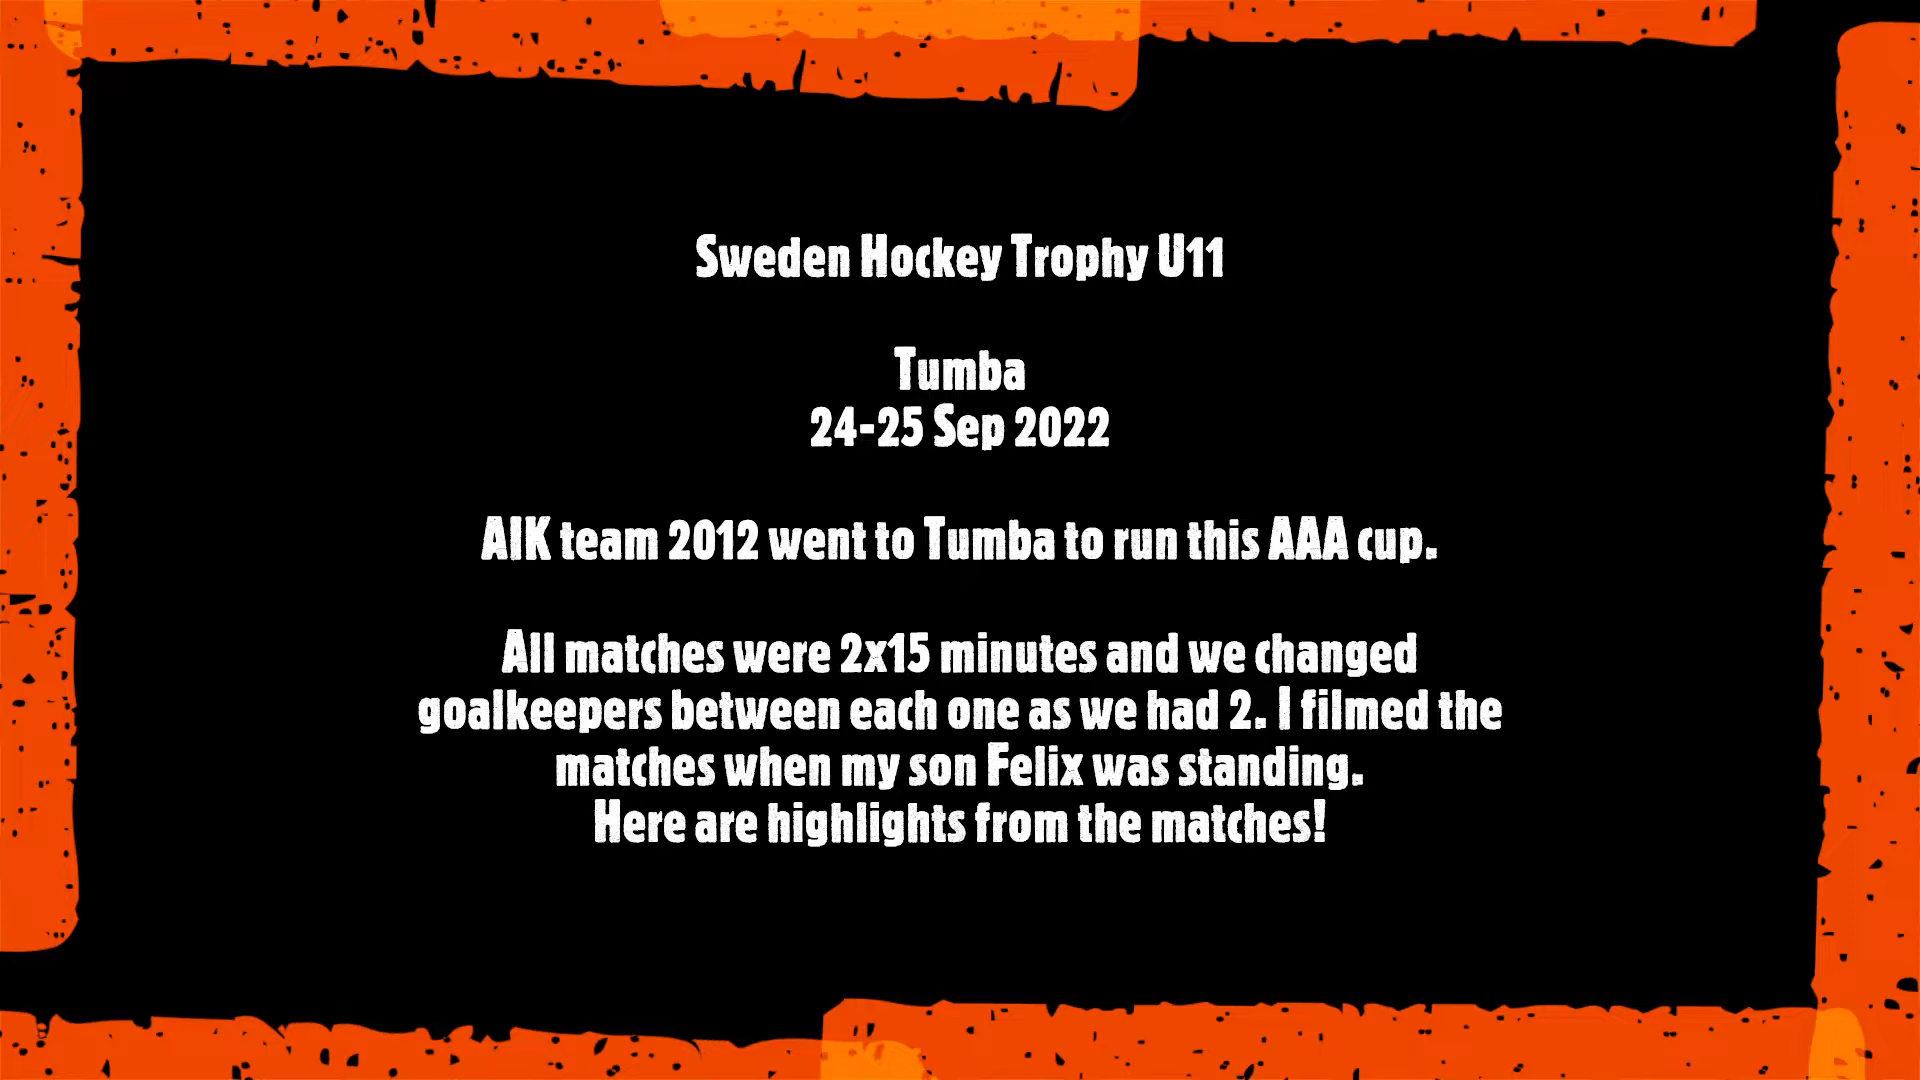 Sweden Hockey Trophy U11
Tumba
24-25 Sep 2022
AIK team 2012 went to Tumba to run this AAA cup.
All matches were 2x15 minutes and we changed
goalkeepers between each one as we had 2. I filmed the
matches when my son Felix was standing.
Here are highlights from the matches!